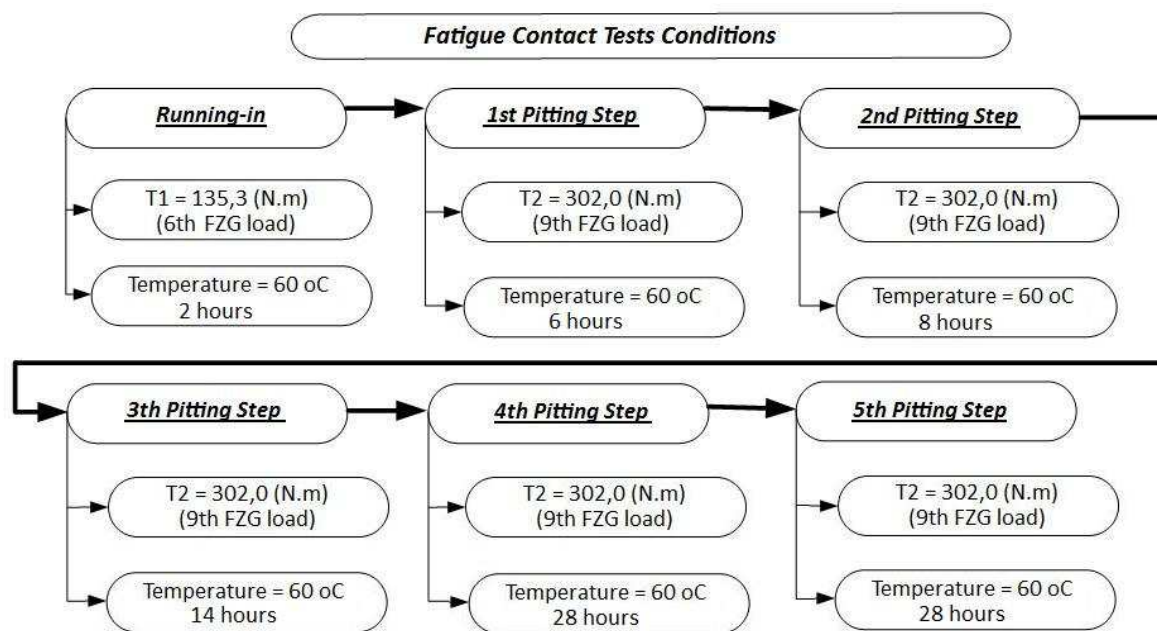 Fatigue Contact Tests Conditions
Running-in
T1 = 135,3 (N.m)
(6th FZG load)
Temperature = 60 oC
2 hours
1st Pitting Step
T2 = 302,0 (N.m)
(9th FZG load)
Temperature = 60 oC
6 hours
2nd Pitting Step
T2 = 302,0 (N.m)
(9th FZG load)
Temperature = 60 oC
8 hours
3th Pitting Step
T2 = 302,0 (N.m)
(9th FZG load)
Temperature = 60 oC
14 hours
4th Pitting Step
T2 = 302,0 (N.m)
(9th FZG load)
Temperature = 60 oC
28 hours
5th Pitting Step
T2 = 302,0 (N.m)
(9th FZG load)
Temperature = 60 oC
28 hours